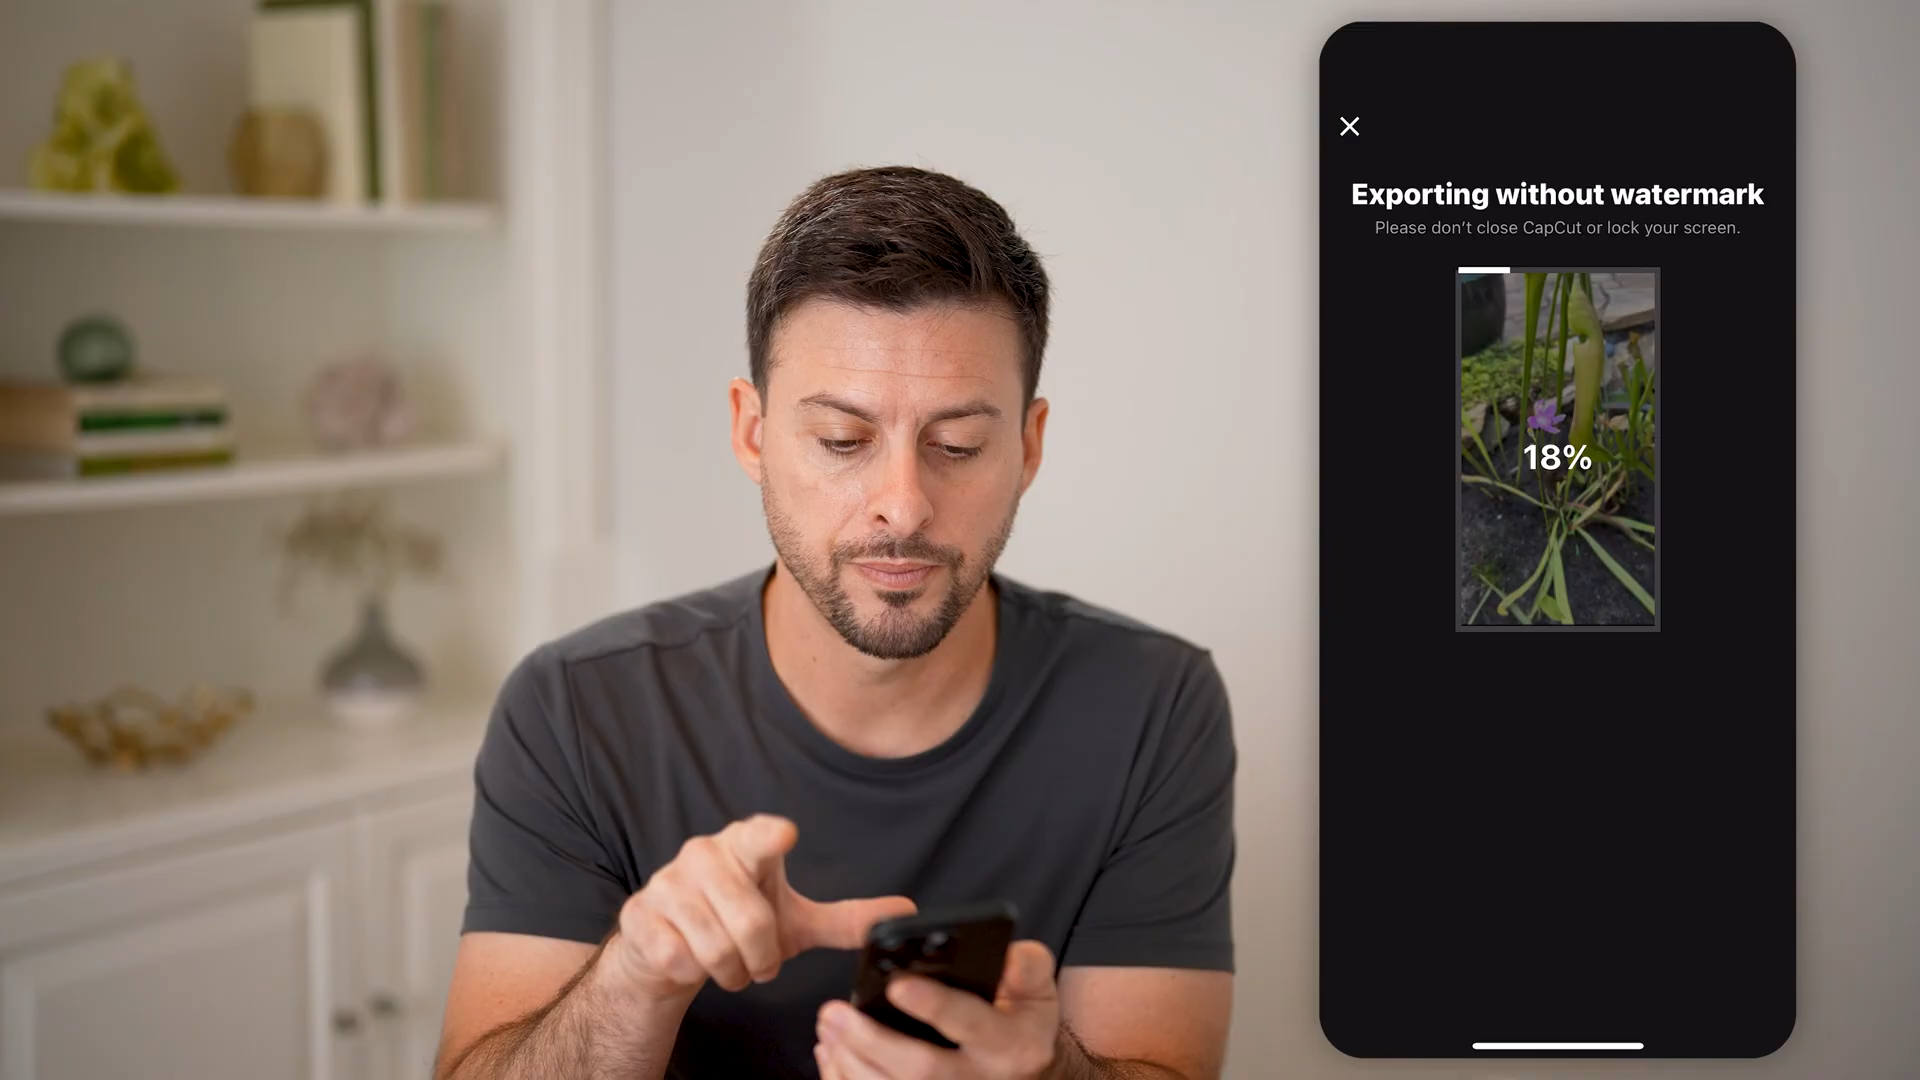 Exporting without watermark
Please don’t close CapCut or lock your screen.
18%